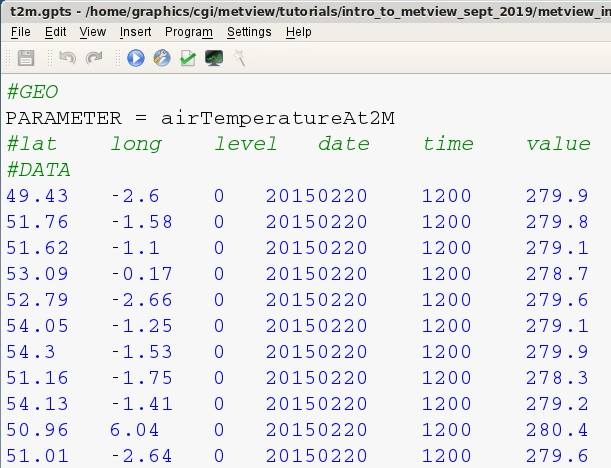 t2m.gpts - /home/graphics/cgi/metview/tutorials/intro_to_metview_sept_2019/metview_in
File Edit View Insert Program Settings Help
#GEO
PARAMETER = airTemperatureAt2M
#lat long level date time value
#DATA
49.43 -2.6 0 20150220 1200 279.9
51.76 -1.58 0 20150220 1200 279.8
51.62 -1.1 0 20150220 1200 279.1
53.09 -0.17 0 20150220 1200 278.7
52.79 -2.66 0 20150220 1200 279.6
54.05 -1.25 0 20150220 1200 279.1
54.3 -1.53 0 20150220 1200 279.9
51.16 -1.75 0 20150220 1200 278.3
54.13 -1.41 0 20150220 1200 279.2
50.96 6.04 0 20150220 1200 280.4
51.01 -2.64 0 20150220 1200 279.6